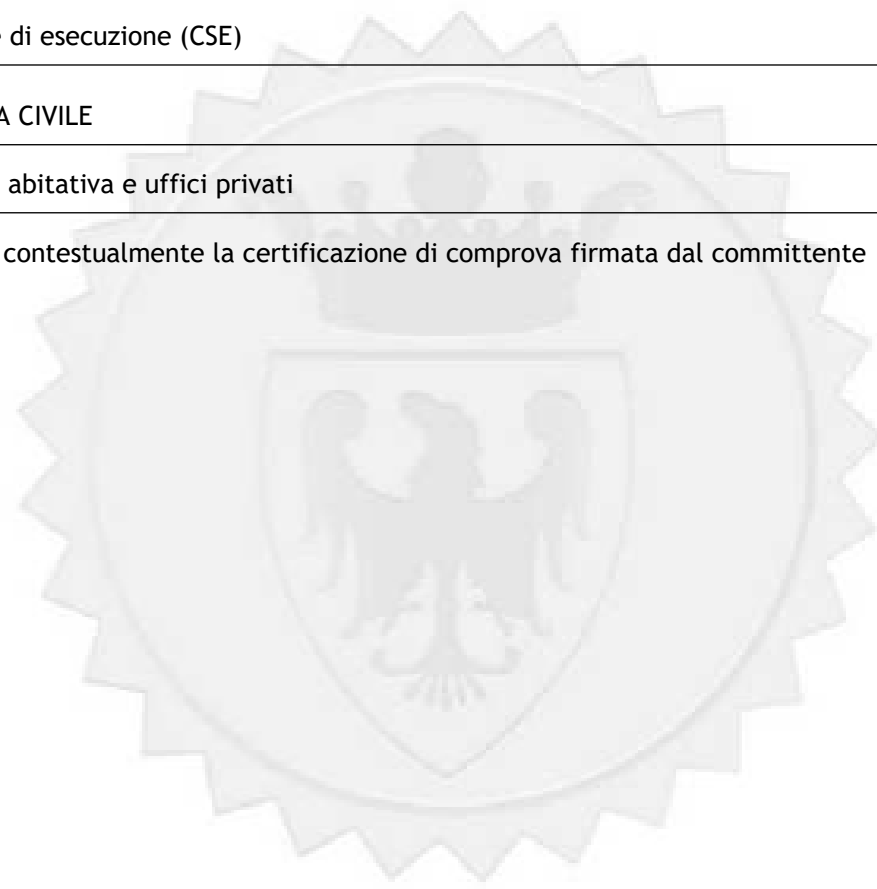 e di esecuzione (CSE)
A CIVILE
abitativa e uffici privati
contestualmente la certificazione di comprova firmata dal committente